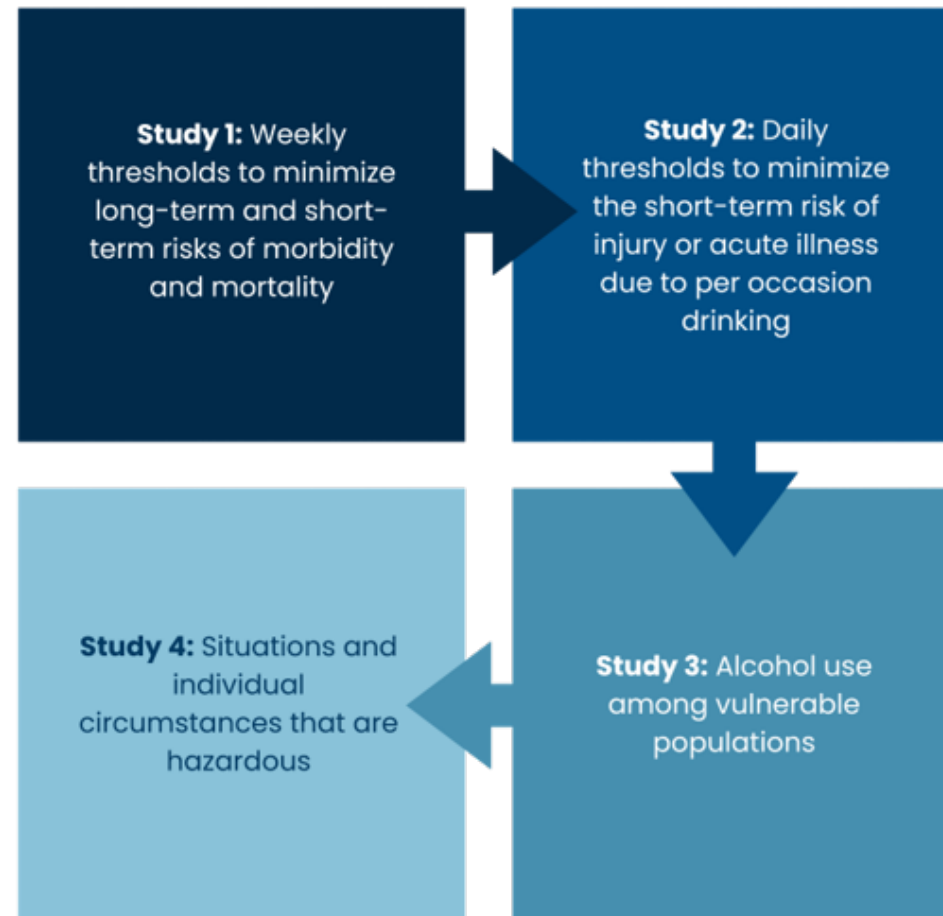 Study 1: Weekly
thresholds to minimize
long-term and short-
term risks of morbidity
and mortality
Study 2: Daily
thresholds to minimize
the short-term risk of
injury or acute illness
due to per occasion
drinking
Study 3: Alcohol use
among vulnerable
populations
Study 4: Situations and
individual
circumstances that are
hazardous